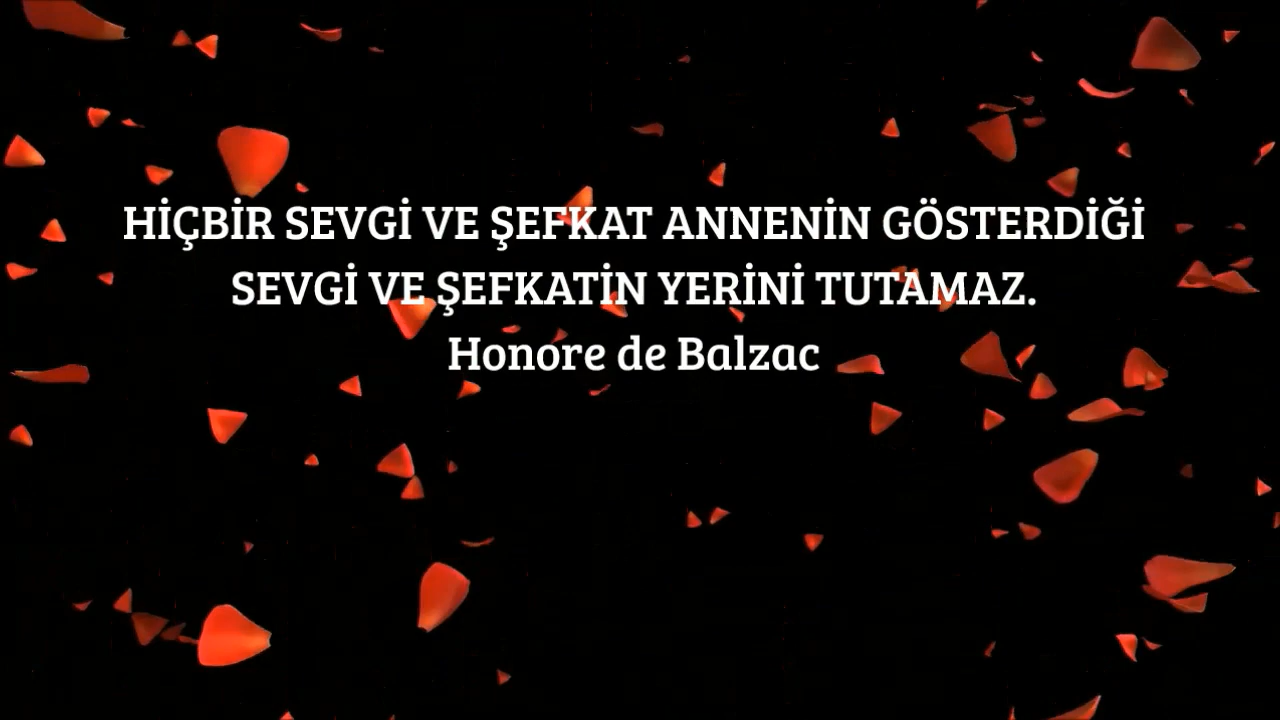 HİÇBİR SEVGİ VE ŞEFKAT ANNENİN GÖSTERDİĞİ
SEVGİ VE ŞEFKATİN YERİNİ TUTAMAZ.
Honore de Balzac